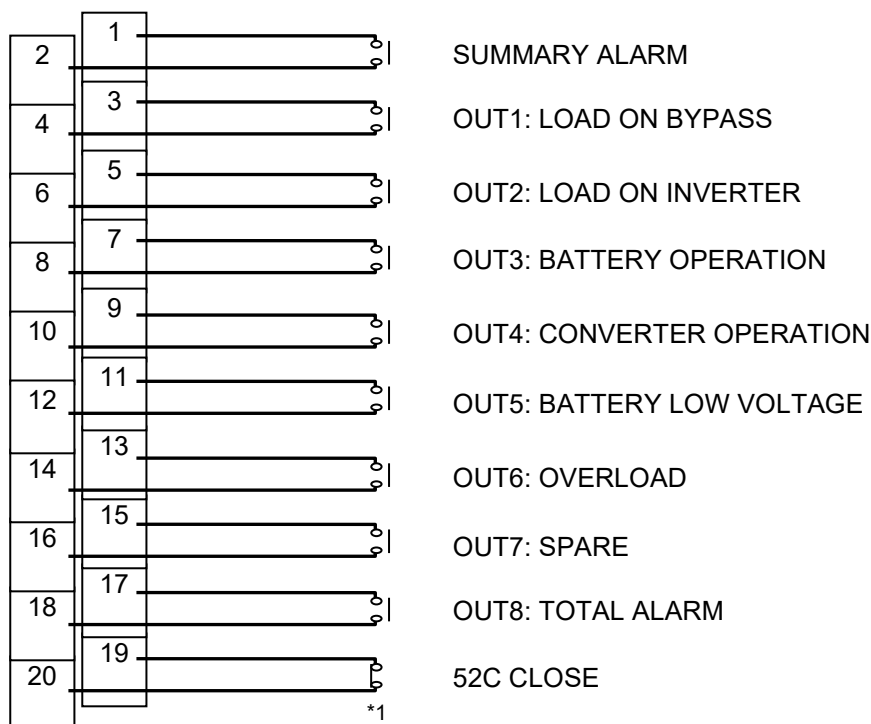 1
2 SUMMARY ALARM
3
4 OUT1: LOAD ON BYPASS
5
6 OUT2: LOAD ON INVERTER
7
8 OUT3: BATTERY OPERATION
9
10 OUT4: CONVERTER OPERATION
11
12 OUT5: BATTERY LOW VOLTAGE
13
14 OUT6: OVERLOAD
15
16 OUT7: SPARE
17
18 OUT8: TOTAL ALARM
19
20 52C CLOSE
*1